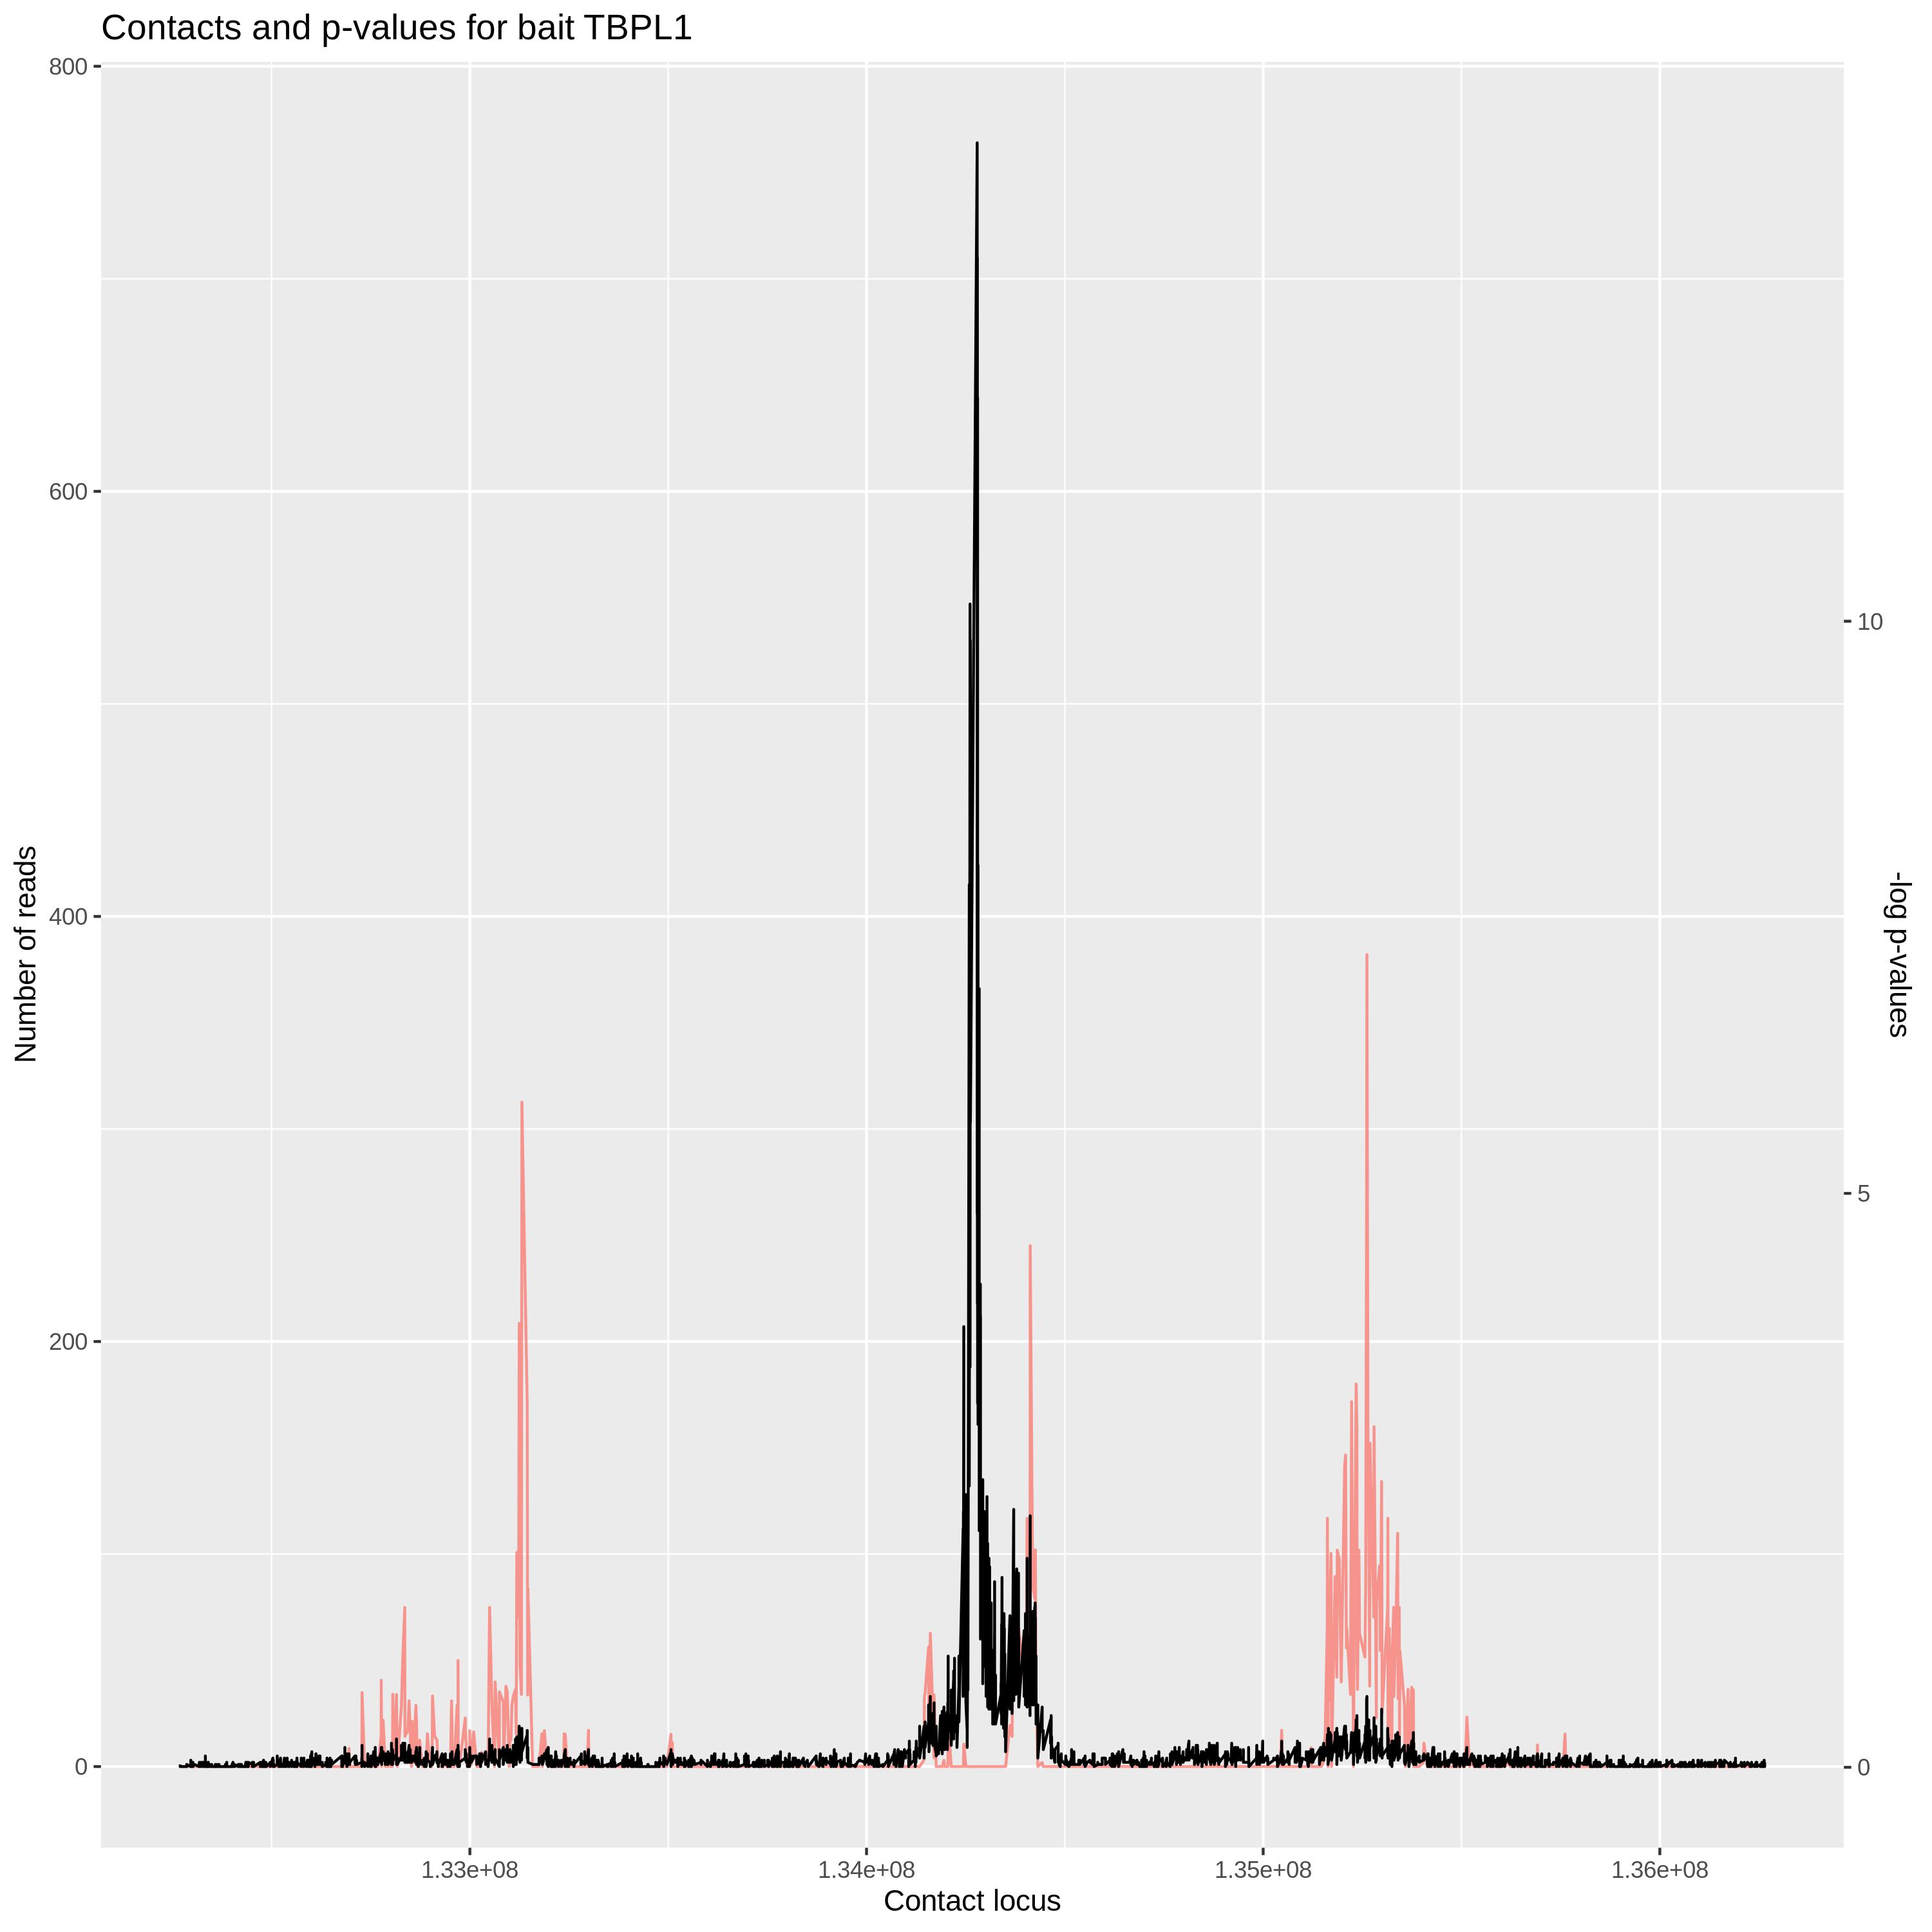 Contacts and p-values for bait TBPL1
800
600
400
200
0
Number of reads
10
5
0
-log p-values
1.33e+08
1.34e+08
1.35e+08
1.36e+08
Contact locus